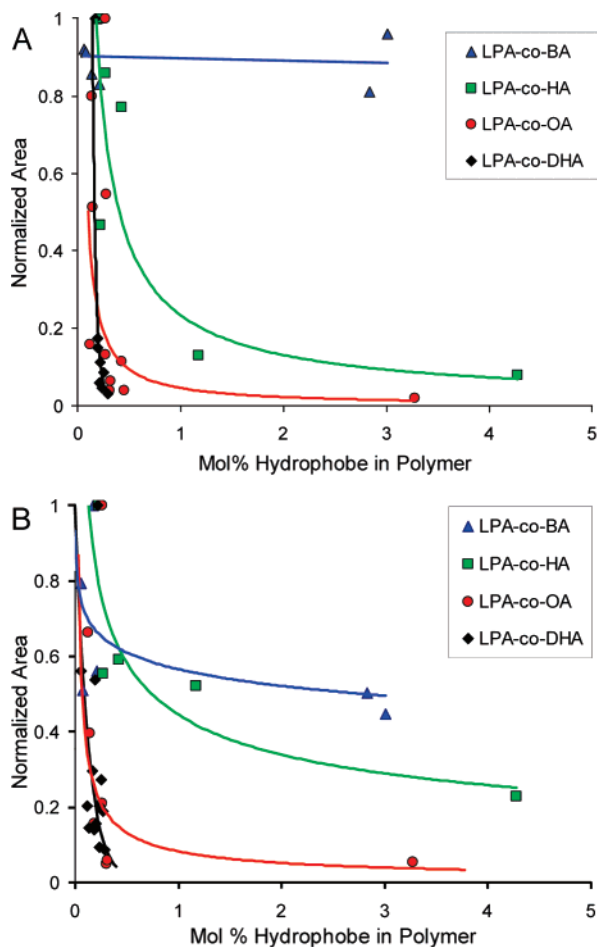 A
1
0.8
0.6
0.4
0.2
0
Normalized Area
LPA-co-BA
LPA-co-HA
LPA-co-OA
LPA-co-DHA
0 1 2 3 4 5
Mol% Hydrophobe in Polymer
B
1
0.8
0.6
0.4
0.2
0
Normalized Area
LPA-co-BA
LPA-co-HA
LPA-co-OA
LPA-co-DHA
0 1 2 3 4 5
Mol % Hydrophobe in Polymer